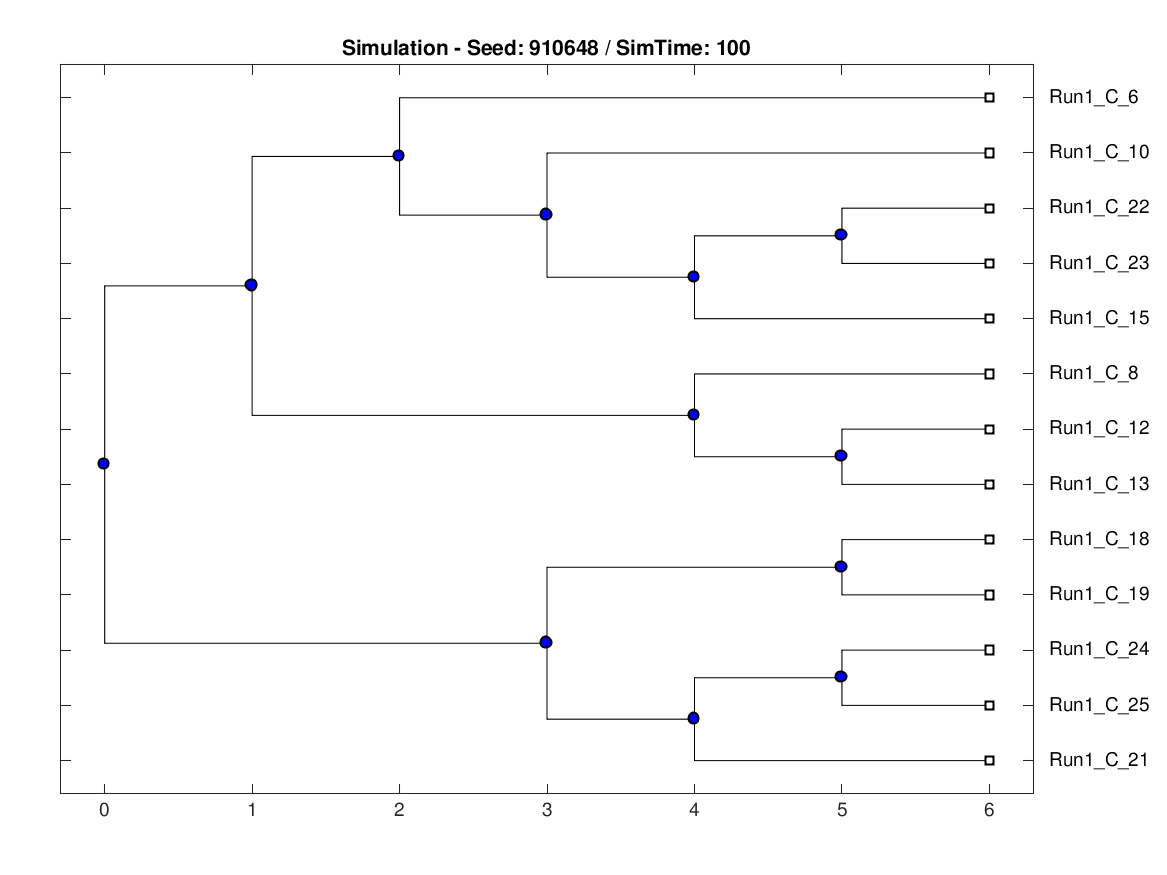 Simulation - Seed: 910648 / SimTime: 100
Run1_C_6
Run1_C_10
Run1_C_22
Run1_C_23
Run1_C_15
Run1_C_8
Run1_C_12
Run1_C_13
Run1_C_18
Run1_C_19
Run1_C_24
Run1_C_25
Run1_C_21
0 1 2 3 4 5 6